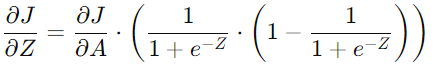 ∂J/∂Z = ∂J/∂A · (1/(1 + e^{−Z}) · (1 − 1/(1 + e^{−Z})))